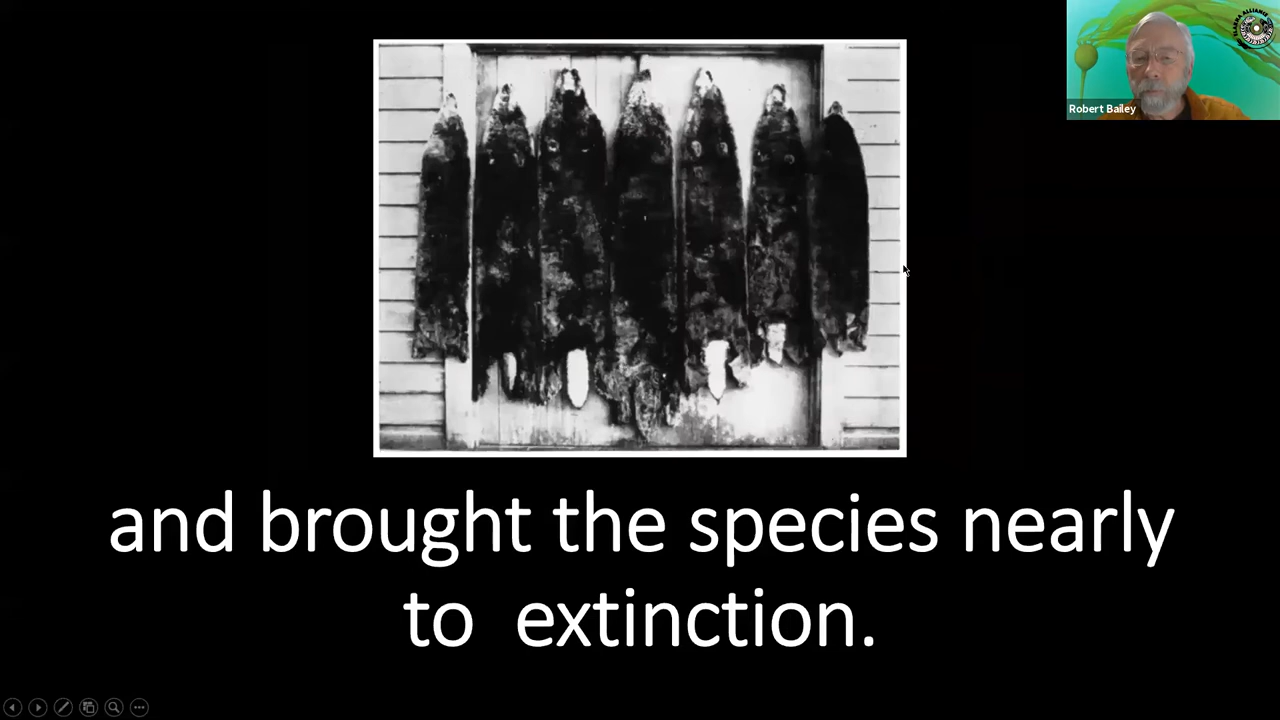 Robert Bailey
and brought the species nearly
to  extinction.